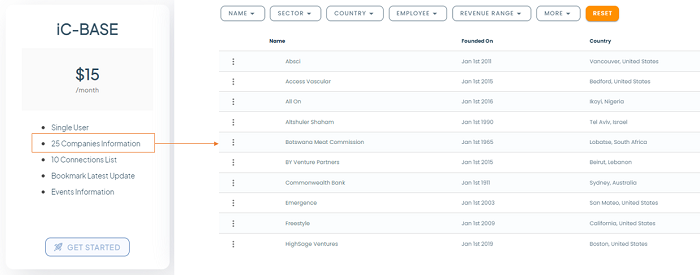 iC-BASE
$15
/month
Single User
25 Companies Information
10 Connections List
Bookmark Latest Update
Events Information
GET STARTED
NAME SECTOR COUNTRY EMPLOYEE REVENUE RANGE MORE RESET
Name Founded On Country
Absci Jan 1st 2011 Vancouver, United States
Access Vascular Jan 1st 2015 Bedford, United States
All On Jan 1st 2016 Ikoyi, Nigeria
Altshuler Shaham Jan 1st 1990 Tel Aviv, Israel
Botswana Meat Commission Jan 1st 1965 Lobatse, South Africa
BY Venture Partners Jan 1st 2015 Beirut, Lebanon
Commonwealth Bank Jan 1st 1911 Sydney, Australia
Emergence Jan 1st 2003 San Mateo, United States
Freestyle Jan 1st 2009 California, United States
HighSage Ventures Jan 1st 2019 Boston, United States